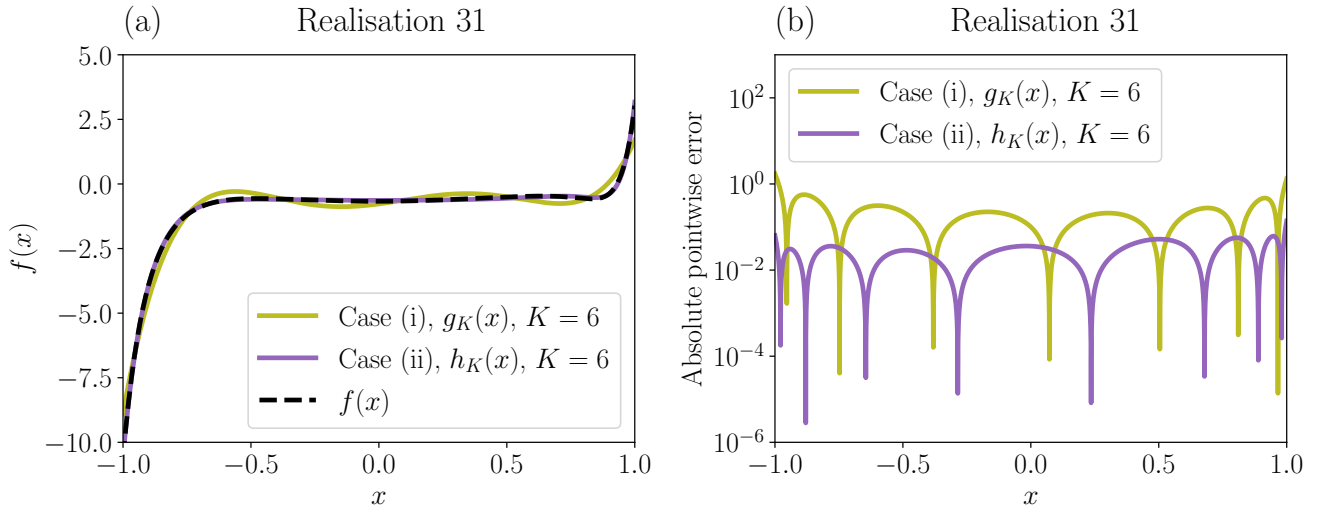 (a) Realisation 31
5.0
2.5
0.0
−2.5
−5.0
−7.5
−10.0
f(x)
Case (i), g_K(x), K = 6
Case (ii), h_K(x), K = 6
f(x)
−1.0 −0.5 0.0 0.5 1.0
x
(b) Realisation 31
10^2
10^0
10^−2
10^−4
10^−6
Absolute pointwise error
Case (i), g_K(x), K = 6
Case (ii), h_K(x), K = 6
−1.0 −0.5 0.0 0.5 1.0
x